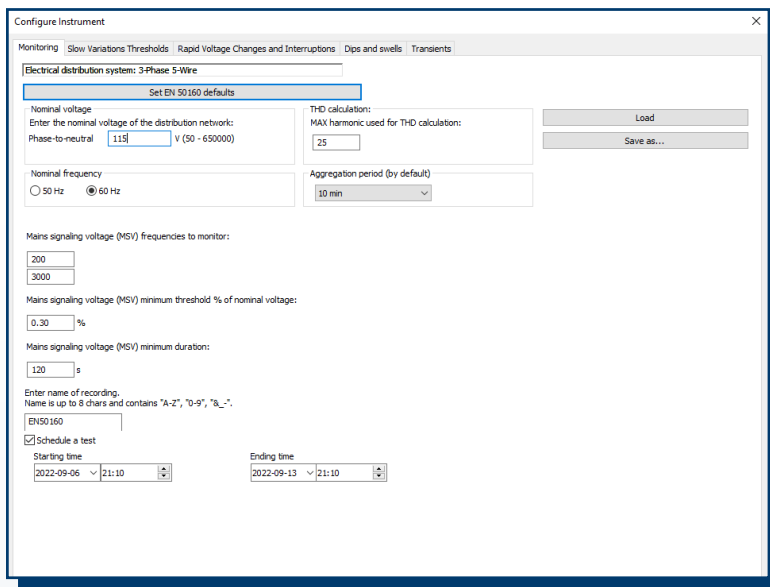 Configure Instrument
Monitoring Slow Variations Thresholds Rapid Voltage Changes and Interruptions Dips and swells Transients
Electrical distribution system: 3-Phase 5-Wire
Set EN 50160 defaults
Nominal voltage
Enter the nominal voltage of the distribution network:
Phase-to-neutral 115 V (50 - 650000)
THD calculation:
MAX harmonic used for THD calculation:
25
Load
Save as...
Nominal frequency
50 Hz 60 Hz
Aggregation period (by default)
10 min
Mains signaling voltage (MSV) frequencies to monitor:
200
3000
Mains signaling voltage (MSV) minimum threshold % of nominal voltage:
0.30 %
Mains signaling voltage (MSV) minimum duration:
120 s
Enter name of recording.
Name is up to 8 chars and contains "A-Z", "0-9", "&_-".
EN50160
Schedule a test
Starting time Ending time
2022-09-06 21:10 2022-09-13 21:10